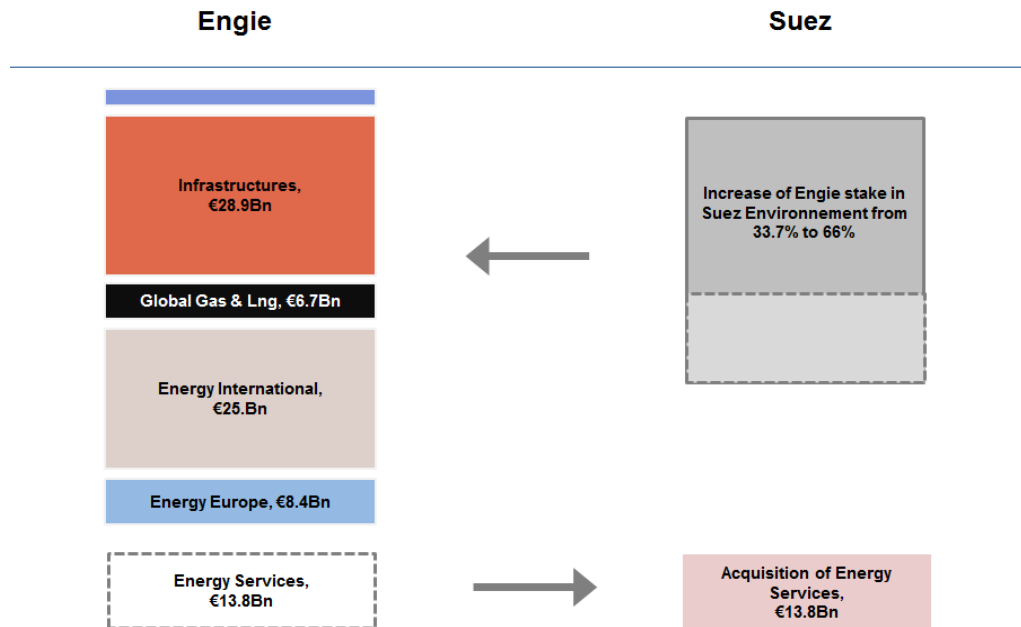 Engie
Suez
Infrastructures,
€28.9Bn
Increase of Engie stake in
Suez Environnement from
33.7% to 66%
Global Gas & Lng, €6.7Bn
Energy International,
€25.Bn
Energy Europe, €8.4Bn
Energy Services,
€13.8Bn
Acquisition of Energy
Services,
€13.8Bn